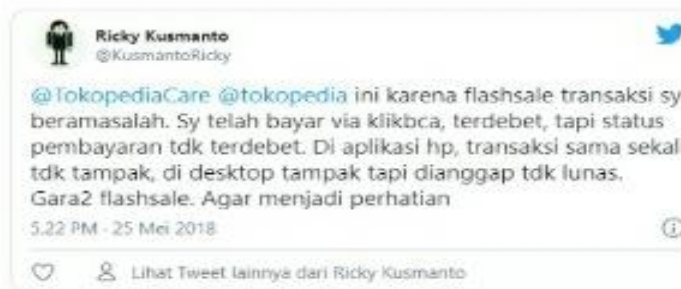 Ricky Kusmanto
@KusmantoRicky
@TokopediaCare @tokopedia ini karena flashsale transaksi sy
beramasalah. Sy telah bayar via klikbca, terdebet, tapi status
pembayaran tdk terdebet. Di aplikasi hp, transaksi sama sekal
tdk tampak, di desktop tampak tapi dianggap tdk lunas.
Gara2 flashsale. Agar menjadi perhatian
5.22 PM - 25 Mei 2018
Lihat Tweet lainnya dari Ricky Kusmanto